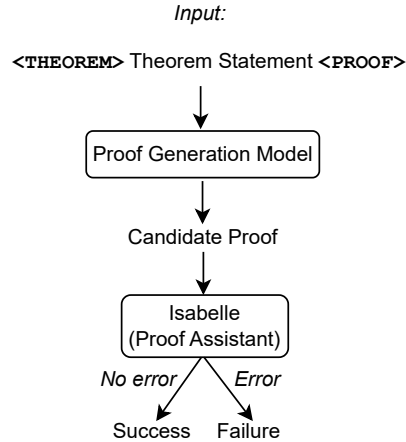 Input:
<THEOREM> Theorem Statement <PROOF>
Proof Generation Model
Candidate Proof
Isabelle
(Proof Assistant)
No error Error
Success Failure